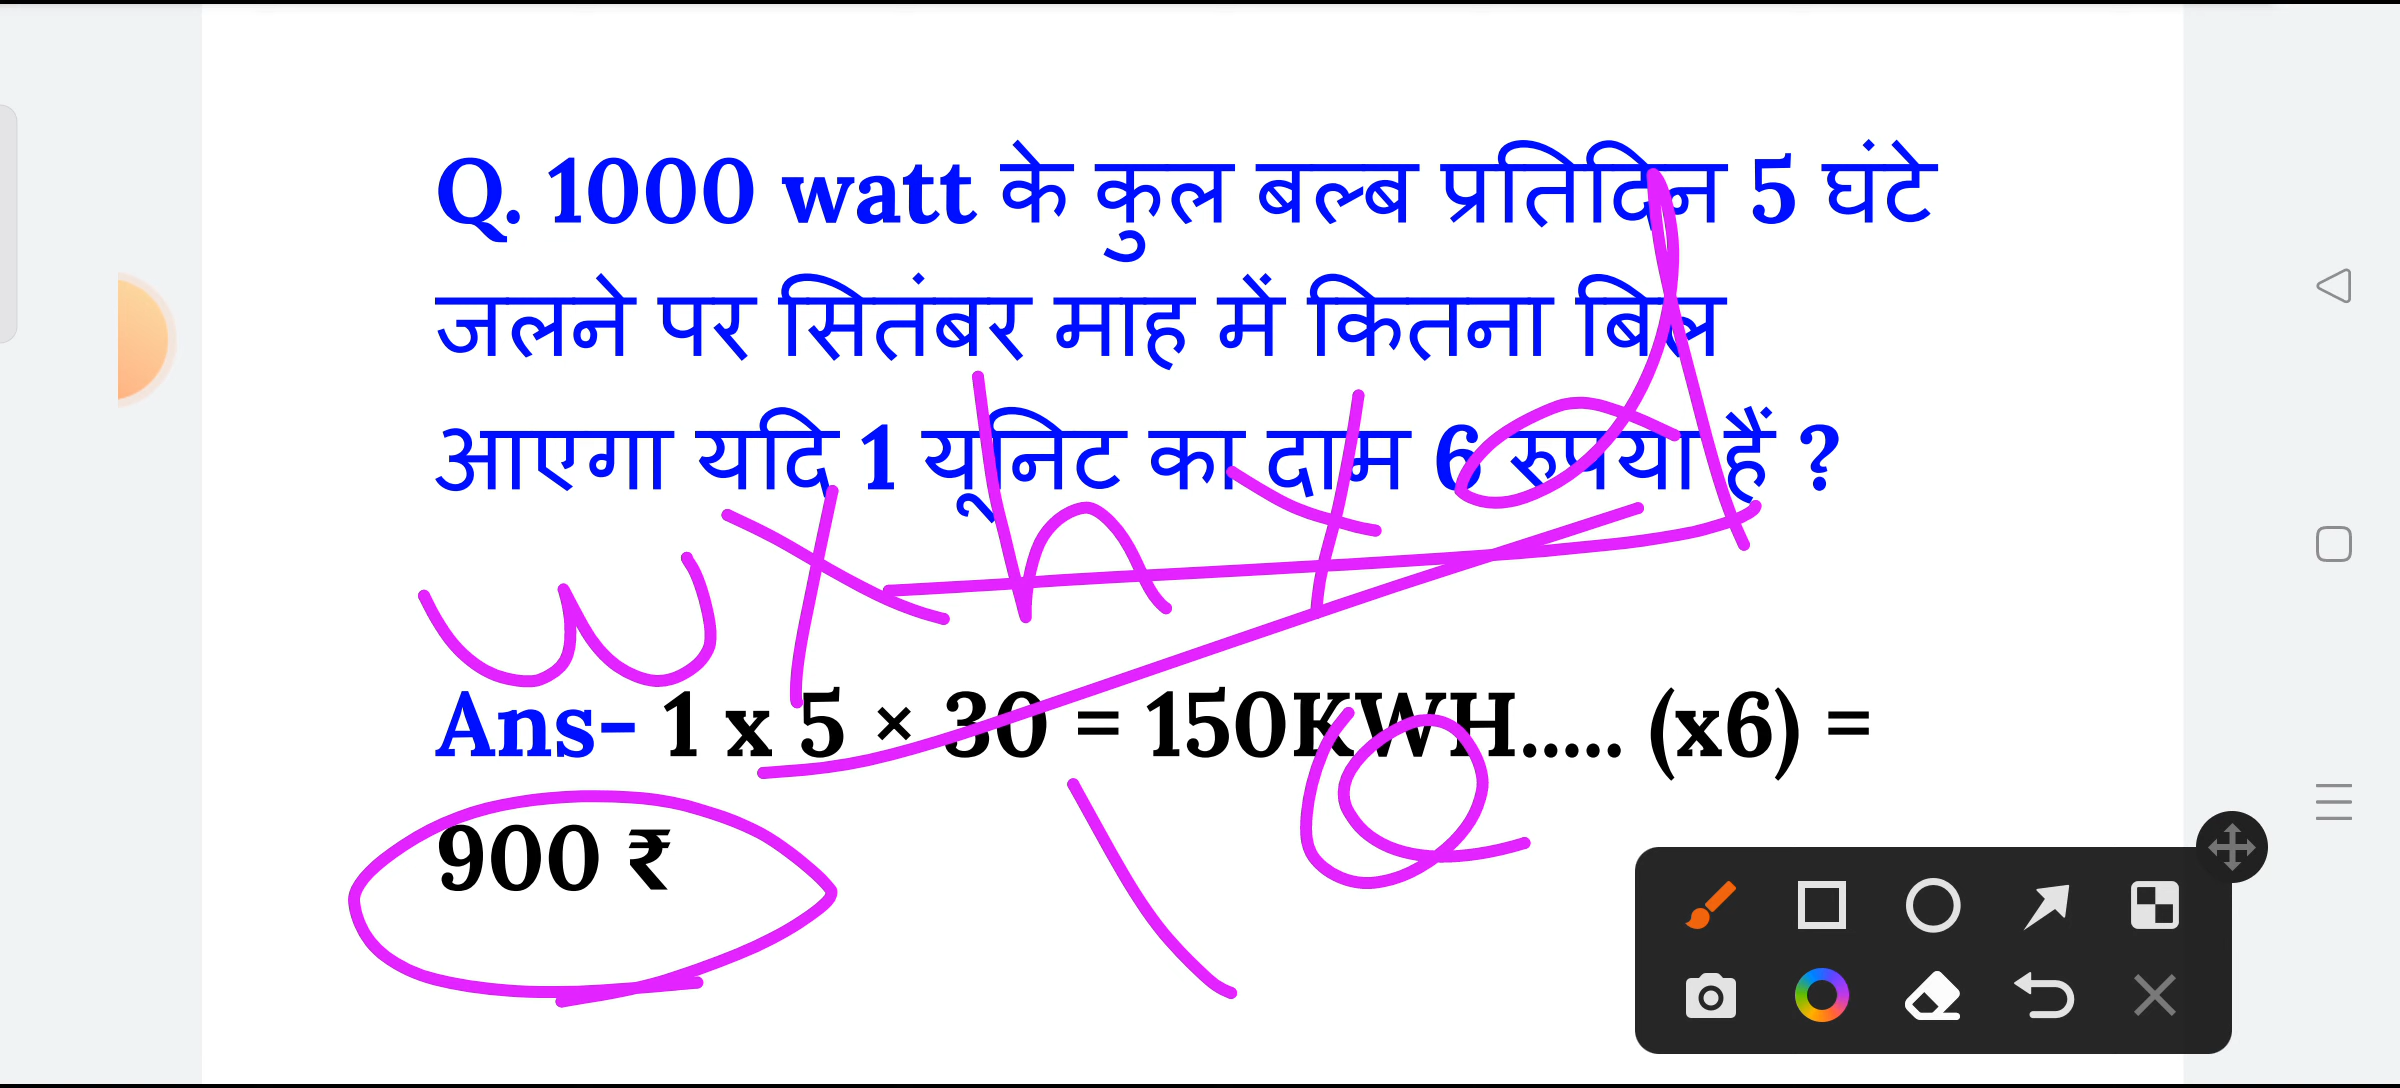 Q. 1000 watt के कुल बल्ब प्रतिदिन 5 घंटे
जलने पर सितंबर माह में कितना बिल
आएगा यदि 1 यूनिट का दाम 6 रुपया हैं ?
w x h x d
Ans- 1 x 5 × 30 = 150KWH..... (x6) =
900 ₹